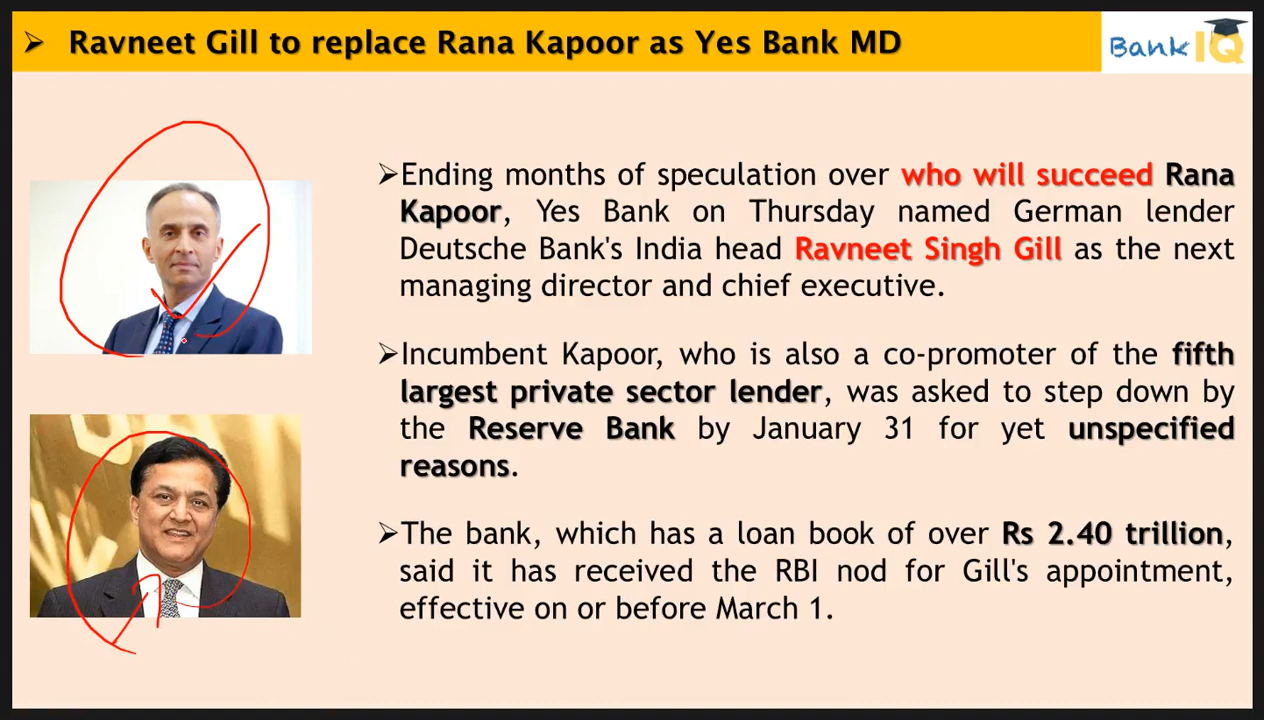 ➢ Ravneet Gill to replace Rana Kapoor as Yes Bank MD
Bank IQ
➢Ending months of speculation over who will succeed Rana
Kapoor, Yes Bank on Thursday named German lender
Deutsche Bank's India head Ravneet Singh Gill as the next
managing director and chief executive.
➢Incumbent Kapoor, who is also a co-promoter of the fifth
largest private sector lender, was asked to step down by
the Reserve Bank by January 31 for yet unspecified
reasons.
➢The bank, which has a loan book of over Rs 2.40 trillion,
said it has received the RBI nod for Gill's appointment,
effective on or before March 1.